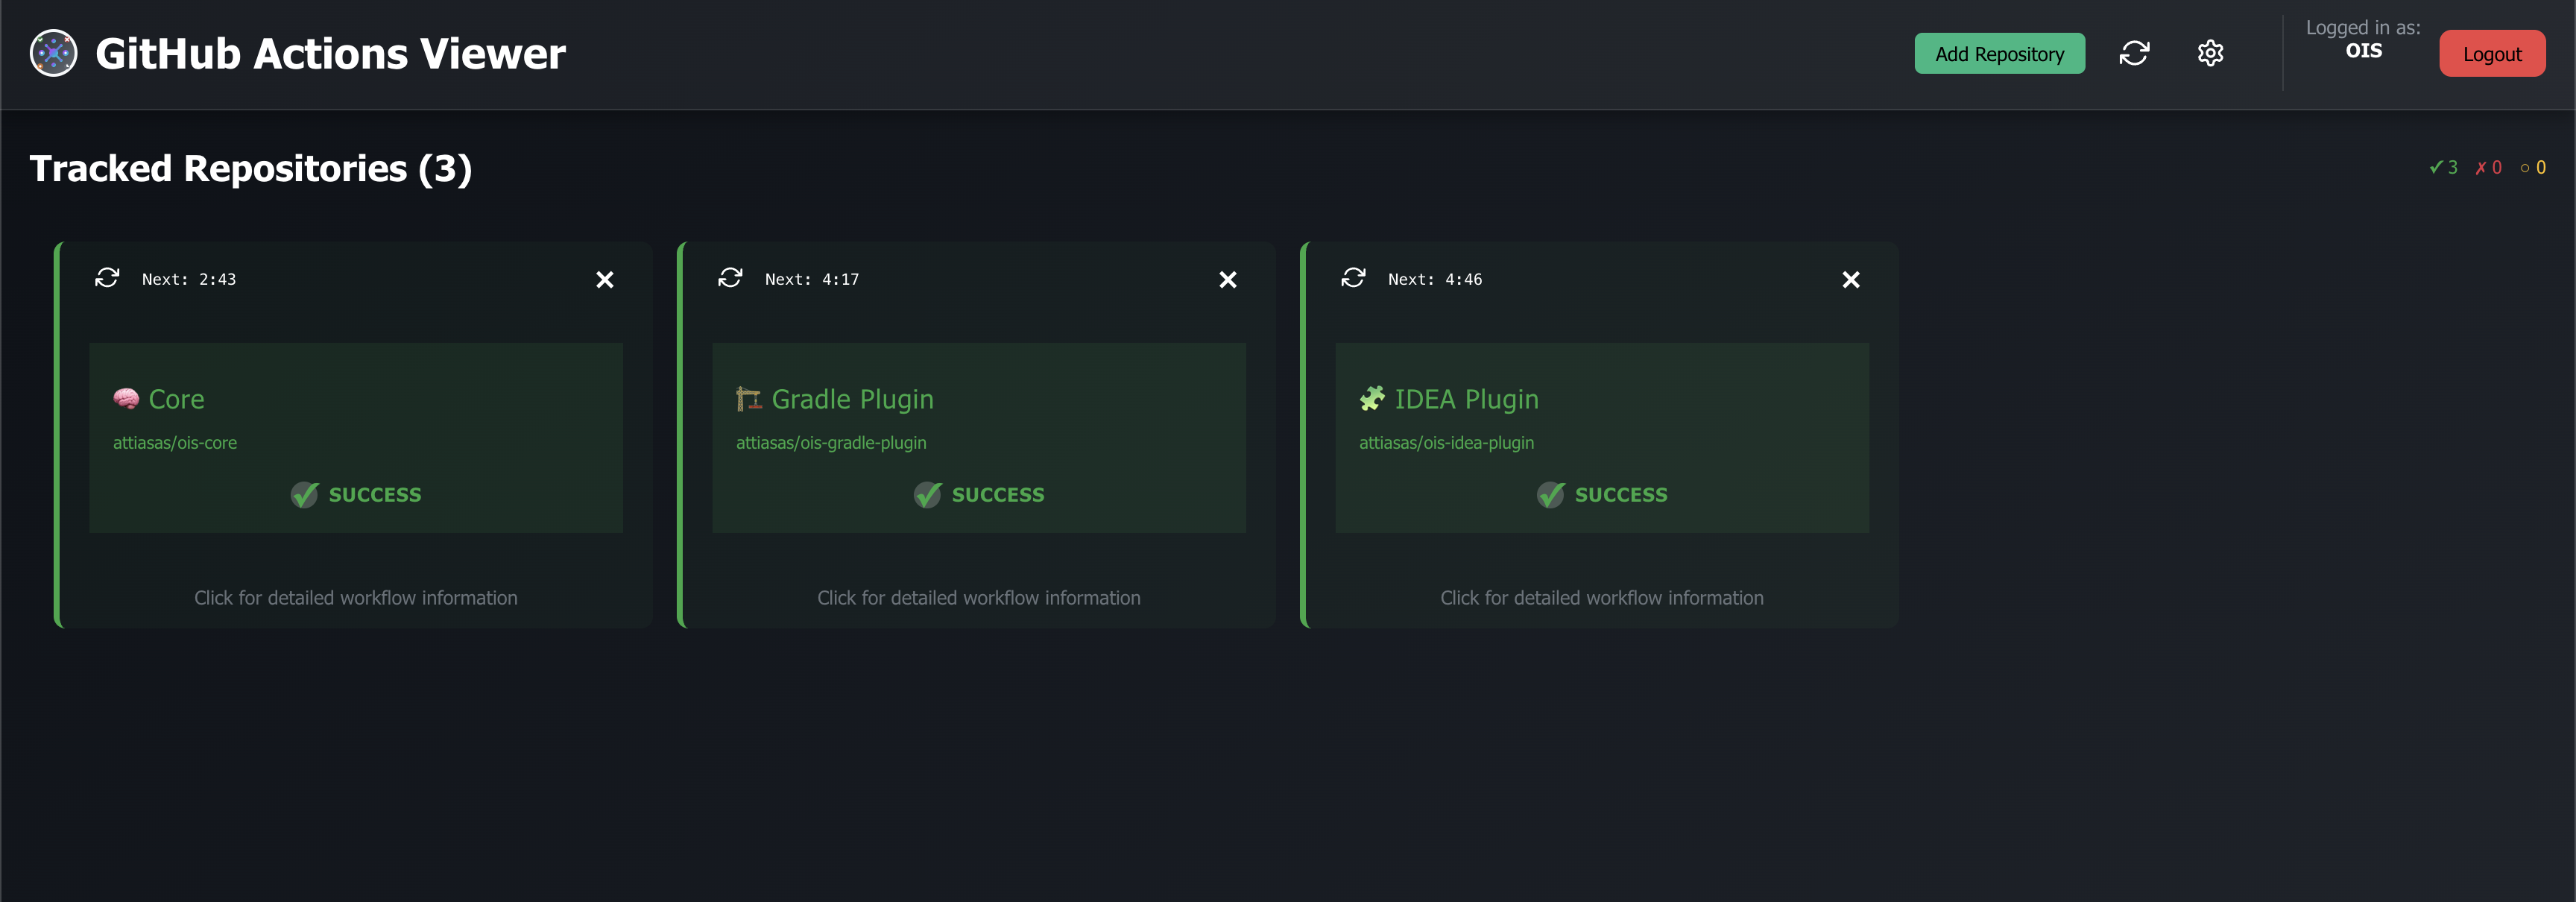 GitHub Actions Viewer
Add Repository
Logged in as:
OIS
Logout
Tracked Repositories (3)
✓ 3 ✗ 0 ○ 0
Next: 2:43
Core
attiasas/ois-core
SUCCESS
Click for detailed workflow information
Next: 4:17
Gradle Plugin
attiasas/ois-gradle-plugin
SUCCESS
Click for detailed workflow information
Next: 4:46
IDEA Plugin
attiasas/ois-idea-plugin
SUCCESS
Click for detailed workflow information